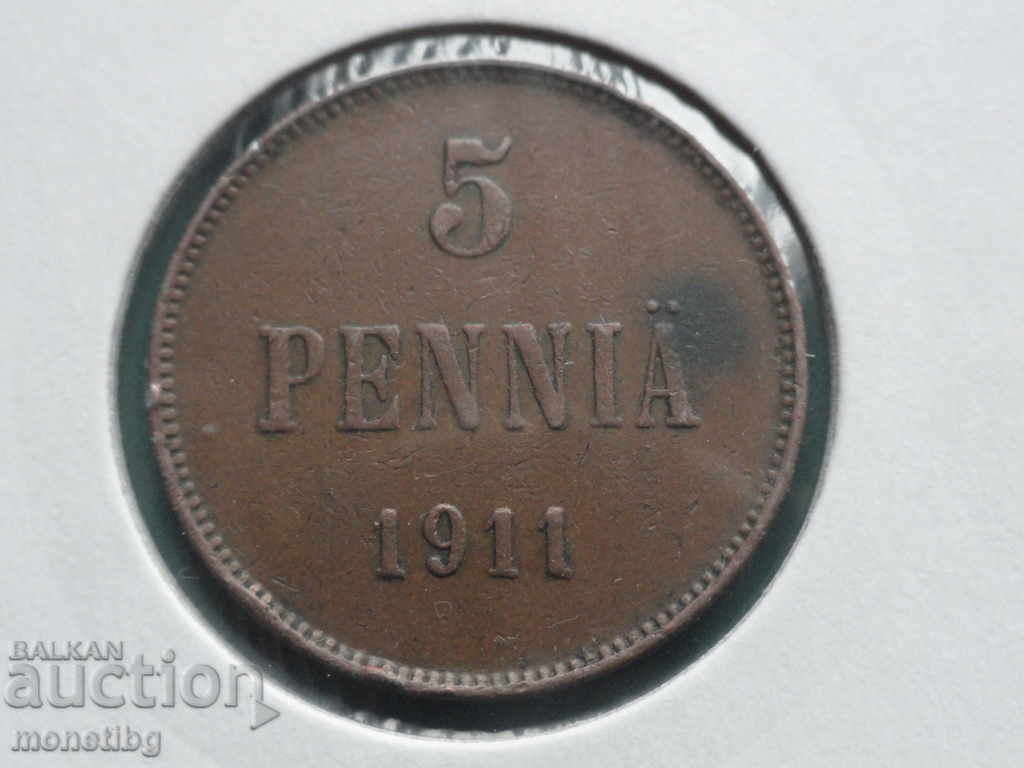 5
PENNIÄ
1911
BALKAN
auction
monetibg